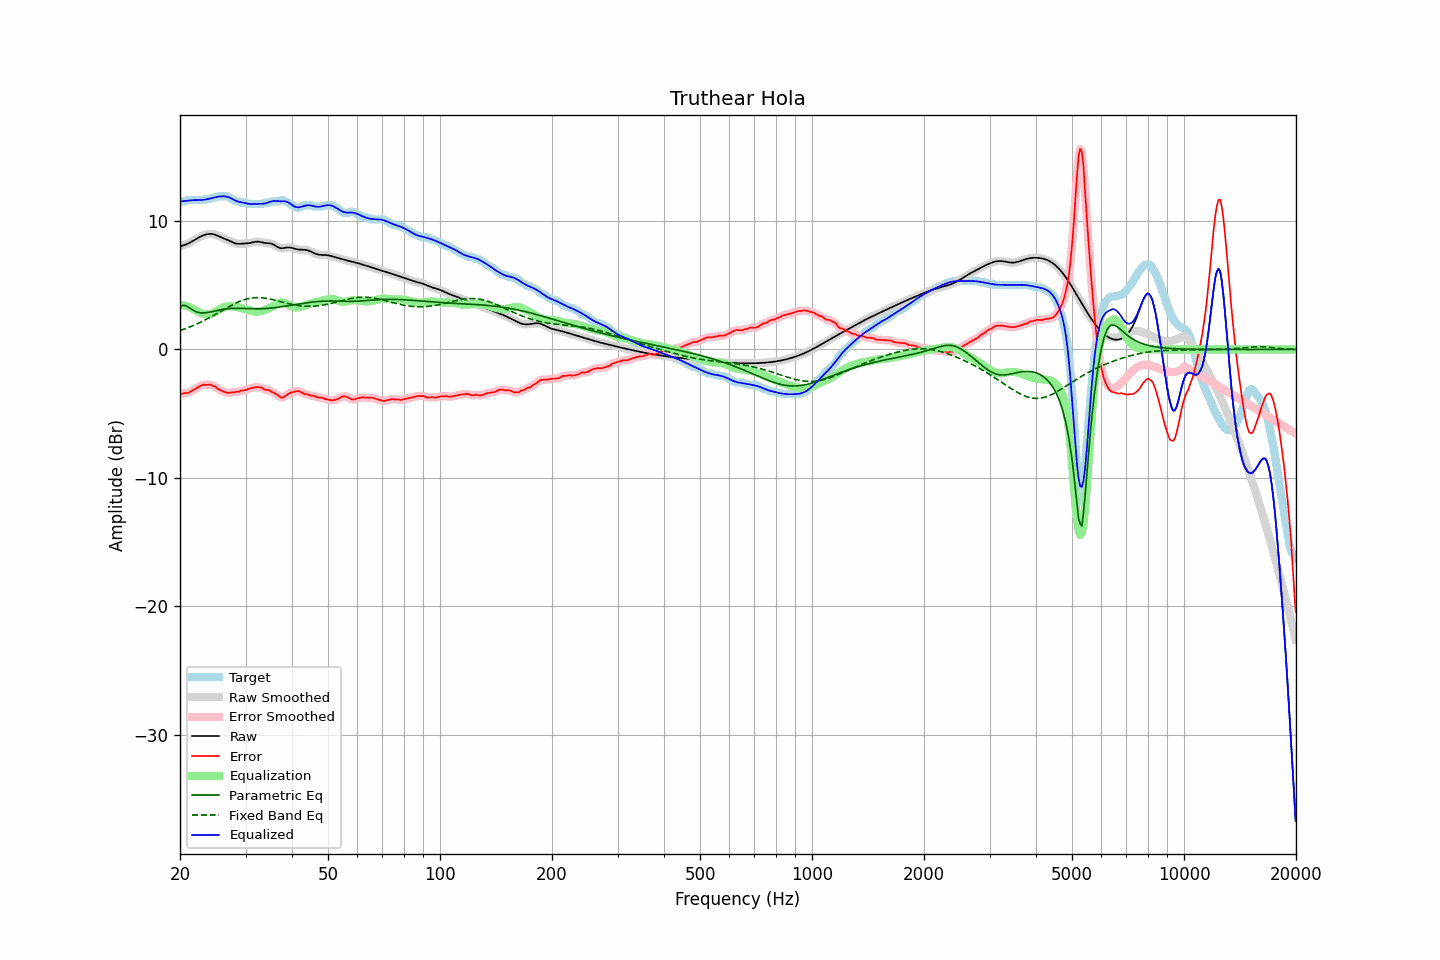 Truthear Hola
Amplitude (dBr)
10
0
−10
−20
−30
Target
Raw Smoothed
Error Smoothed
Raw
Error
Equalization
Parametric Eq
Fixed Band Eq
Equalized
20 50 100 200 500 1000 2000 5000 10000 20000
Frequency (Hz)